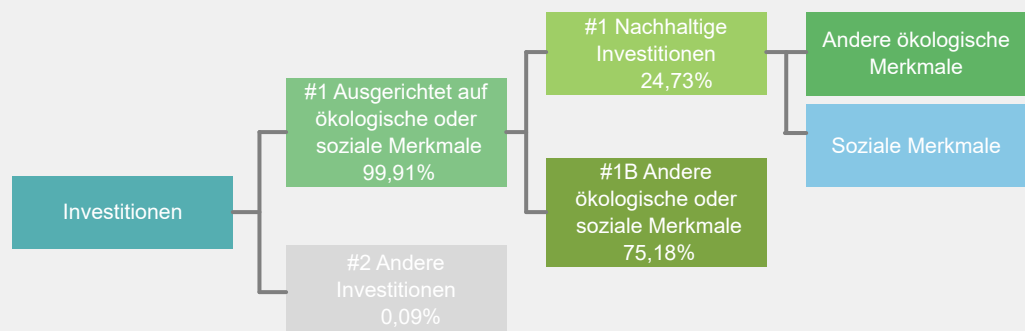 Investitionen
#1 Ausgerichtet auf
ökologische oder
soziale Merkmale
99,91%
#2 Andere
Investitionen
0,09%
#1 Nachhaltige
Investitionen
24,73%
#1B Andere
ökologische oder
soziale Merkmale
75,18%
Andere ökologische
Merkmale
Soziale Merkmale